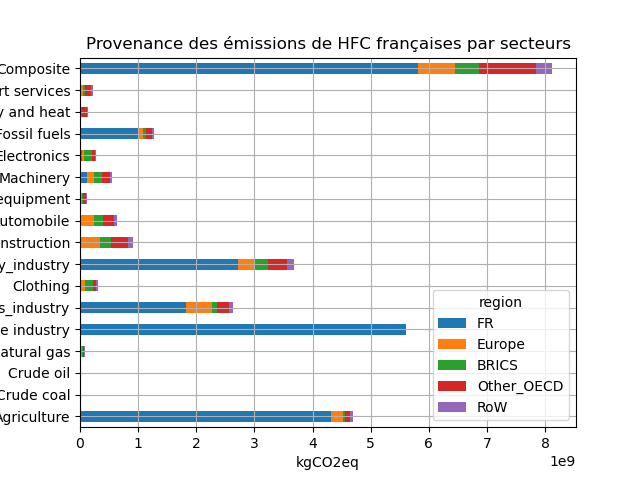 Provenance des émissions de HFC françaises par secteurs
Composite
rt services
y and heat
Fossil fuels
Electronics
Machinery
equipment
utomobile
nstruction
y_industry
Clothing
s_industry
e industry
atural gas
Crude oil
Crude coal
Agriculture
region
FR
Europe
BRICS
Other_OECD
RoW
0 1 2 3 4 5 6 7 8
kgCO2eq
1e9